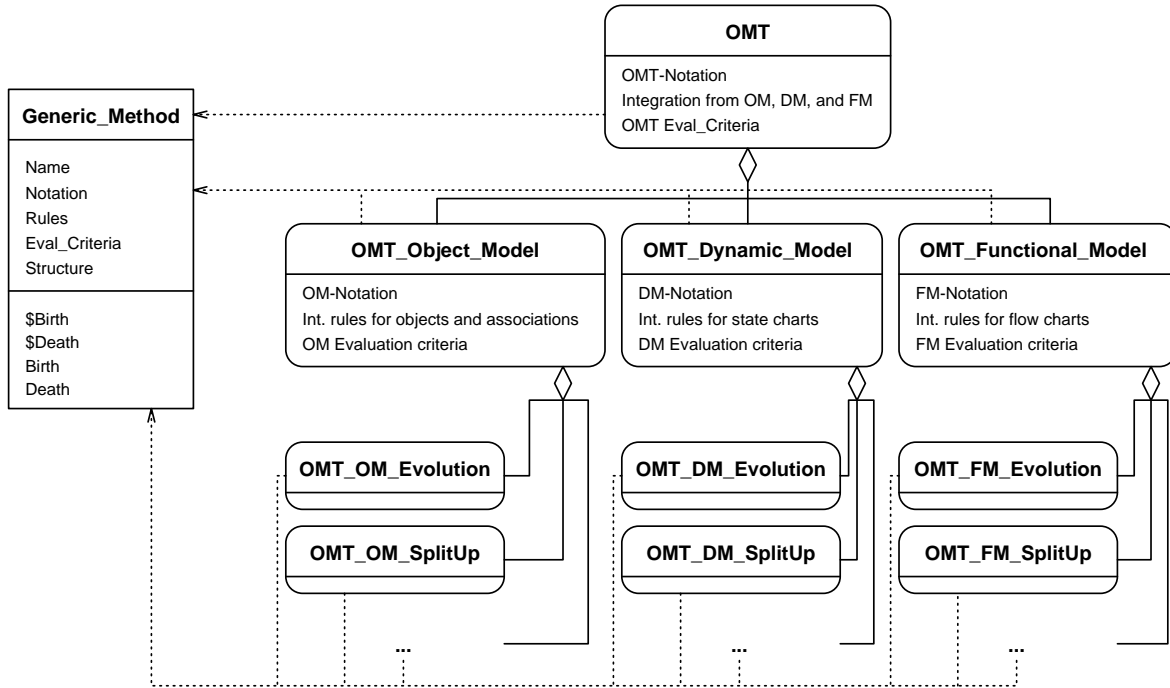 OMT
OMT-Notation
Integration from OM, DM, and FM
OMT Eval_Criteria
Generic_Method
Name
Notation
Rules
Eval_Criteria
Structure
$Birth
$Death
Birth
Death
OMT_Object_Model
OM-Notation
Int. rules for objects and associations
OM Evaluation criteria
OMT_Dynamic_Model
DM-Notation
Int. rules for state charts
DM Evaluation criteria
OMT_Functional_Model
FM-Notation
Int. rules for flow charts
FM Evaluation criteria
OMT_OM_Evolution
OMT_DM_Evolution
OMT_FM_Evolution
OMT_OM_SplitUp
OMT_DM_SplitUp
OMT_FM_SplitUp
...
...
...